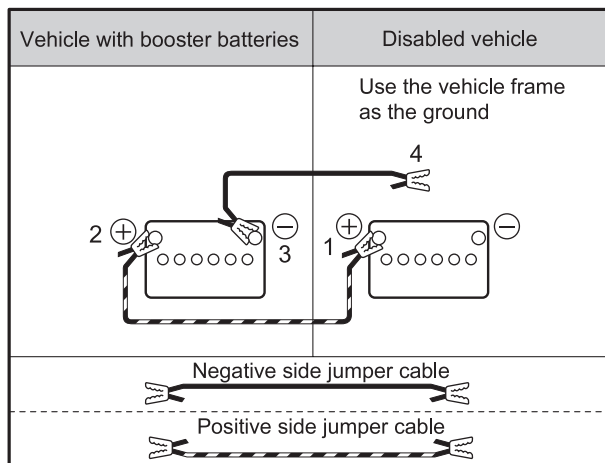 Vehicle with booster batteries
Disabled vehicle
Use the vehicle frame
as the ground
4
2 + − 3
1 + −
Negative side jumper cable
Positive side jumper cable